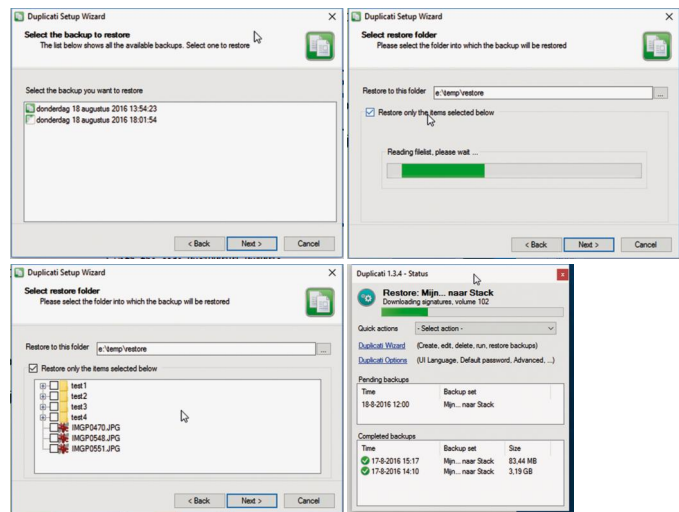 Duplicati Setup Wizard
Select the backup to restore
The list below shows all the available backups. Select one to restore
Select the backup you want to restore
donderdag 18 augustus 2016 13:54:23
donderdag 18 augustus 2016 18:01:54
< Back Next > Cancel
Duplicati Setup Wizard
Select restore folder
Please select the folder into which the backup will be restored
Restore to this folder e:\temp\restore ...
Restore only the items selected below
Reading filelist, please wait ...
< Back Next > Cancel
Duplicati Setup Wizard
Select restore folder
Please select the folder into which the backup will be restored
Restore to this folder e:\temp\restore ...
Restore only the items selected below
test1
test2
test3
test4
IMGP0470.JPG
IMGP0548.JPG
IMGP0551.JPG
< Back Next > Cancel
Duplicati 1.3.4 - Status
Restore: Mijn... naar Stack
Downloading signatures, volume 102
Quick actions - Select action -
Duplicati Wizard (Create, edit, delete, run, restore backups)
Duplicati Options (UI Language, Default password, Advanced, ...)
Pending backups
Time Backup set
18-8-2016 12:00 Mijn... naar Stack
Completed backups
Time Backup set Size
17-8-2016 15:17 Mijn... naar Stack 83,44 MB
17-8-2016 14:10 Mijn... naar Stack 3,19 GB